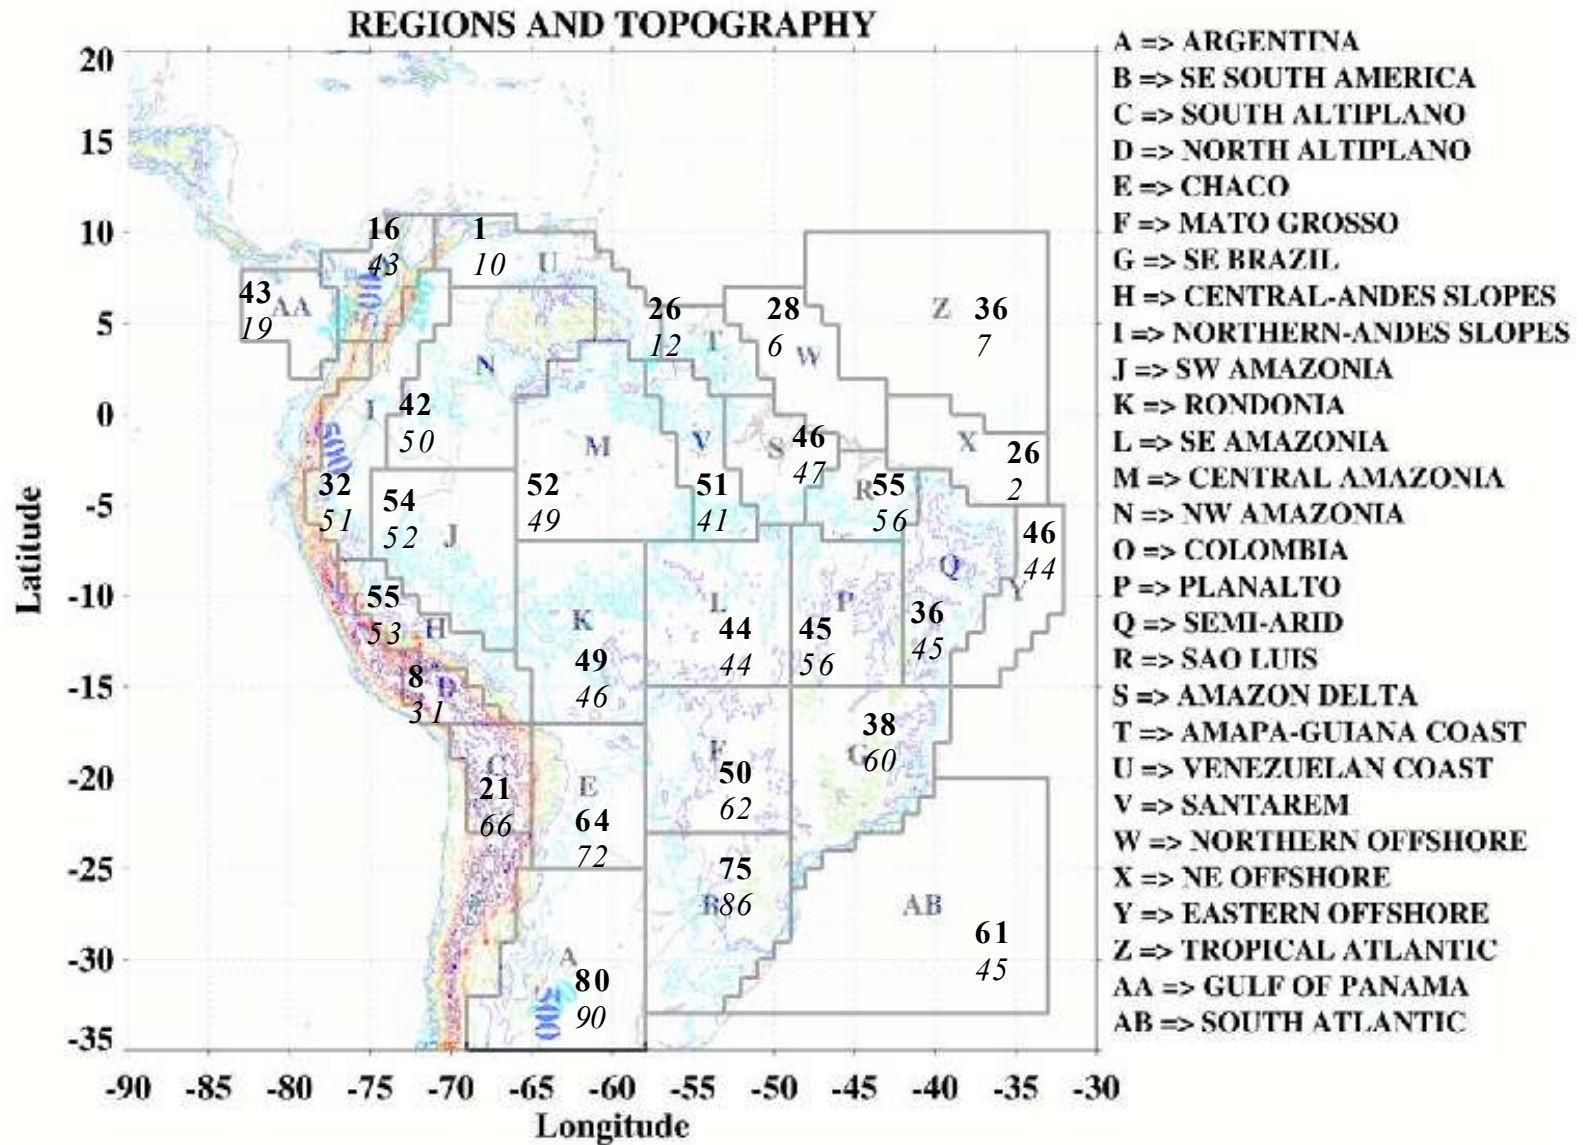 REGIONS AND TOPOGRAPHY
A => ARGENTINA
B => SE SOUTH AMERICA
C => SOUTH ALTIPLANO
D => NORTH ALTIPLANO
E => CHACO
F => MATO GROSSO
G => SE BRAZIL
H => CENTRAL-ANDES SLOPES
I => NORTHERN-ANDES SLOPES
J => SW AMAZONIA
K => RONDONIA
L => SE AMAZONIA
M => CENTRAL AMAZONIA
N => NW AMAZONIA
O => COLOMBIA
P => PLANALTO
Q => SEMI-ARID
R => SAO LUIS
S => AMAZON DELTA
T => AMAPA-GUIANA COAST
U => VENEZUELAN COAST
V => SANTAREM
W => NORTHERN OFFSHORE
X => NE OFFSHORE
Y => EASTERN OFFSHORE
Z => TROPICAL ATLANTIC
AA => GULF OF PANAMA
AB => SOUTH ATLANTIC
Latitude
20
15
10
5
0
-5
-10
-15
-20
-25
-30
-35
16
43
1
10
U
43
AA
19
26
12
T
28
6
W
Z
36
7
N
I
42
50
M
V
S
46
47
X
26
2
500
32
51
54
52
J
52
49
51
41
R
55
56
46
44
Y
Q
55
53
H
K
49
46
L
44
44
P
45
56
36
45
8
31
D
C
21
66
E
64
72
F
50
62
G
38
60
75
B
86
AB
61
45
A
80
90
500
-90 -85 -80 -75 -70 -65 -60 -55 -50 -45 -40 -35 -30
Longitude